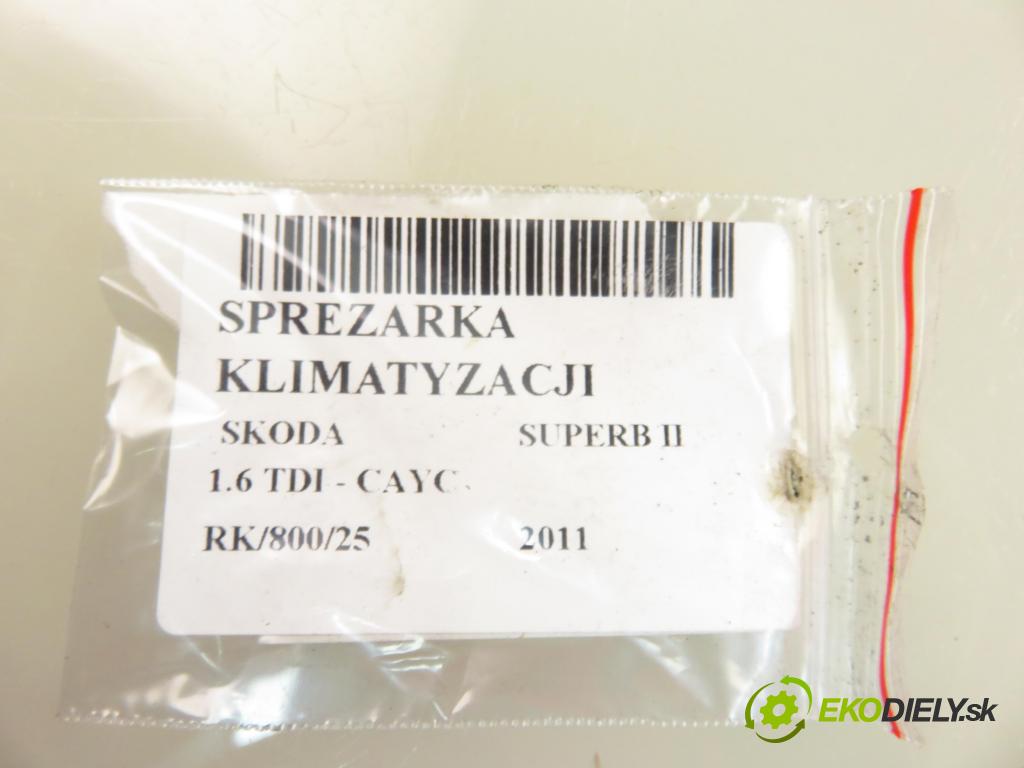 SPREZARKA
KLIMATYZACJI
SKODA SUPERB II
1.6 TDI - CAYC
RK/800/25 2011
EKODIELY.sk